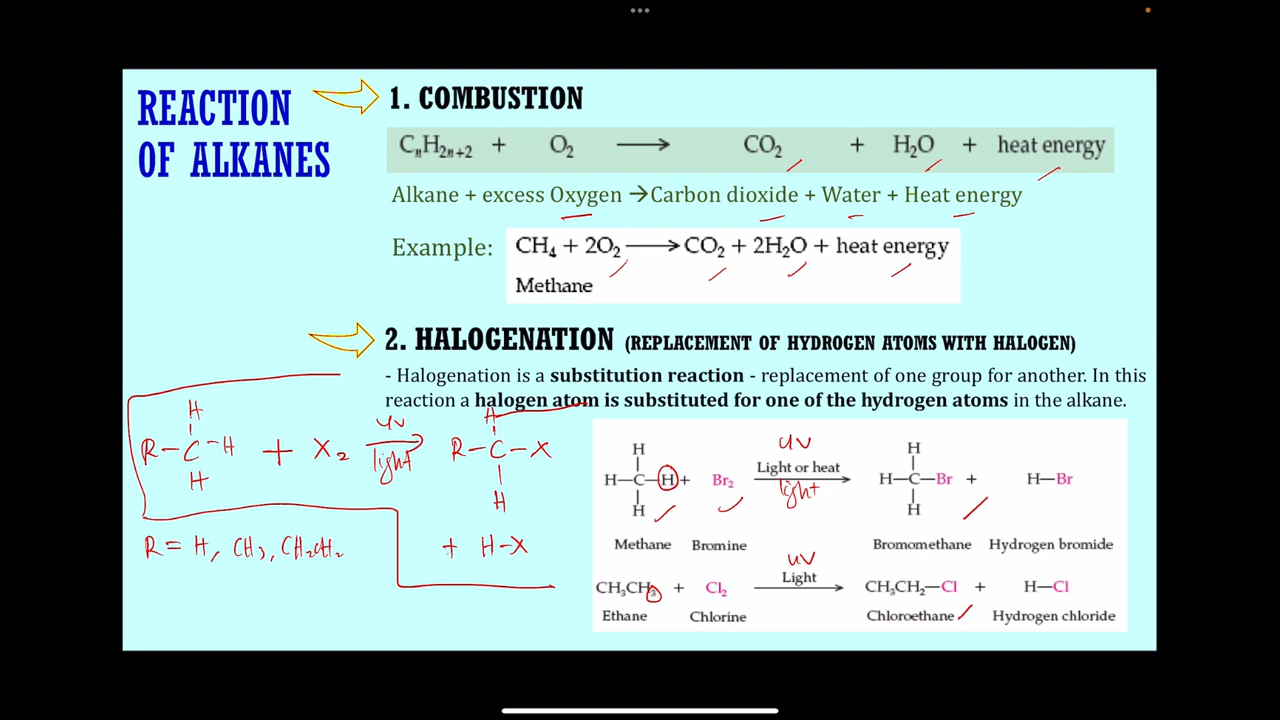 REACTION
OF ALKANES
1. COMBUSTION
CₙH₂ₙ₊₂ + O₂ ⟶ CO₂ + H₂O + heat energy
Alkane + excess Oxygen →Carbon dioxide + Water + Heat energy
Example:
CH₄ + 2O₂ ⟶ CO₂ + 2H₂O + heat energy
Methane
2. HALOGENATION (REPLACEMENT OF HYDROGEN ATOMS WITH HALOGEN)
- Halogenation is a substitution reaction - replacement of one group for another. In this
reaction a halogen atom is substituted for one of the hydrogen atoms in the alkane.
H H
R–C–H + X₂ uv light R–C–X
H H
R = H, CH₃, CH₂CH₂
+ H-X
H uv H
H—C—H + Br₂ Light or heat H—C—Br + H—Br
H light H
Methane Bromine Bromomethane Hydrogen bromide
uv
CH₃CH₃ + Cl₂ Light CH₃CH₂—Cl + H—Cl
Ethane Chlorine Chloroethane Hydrogen chloride